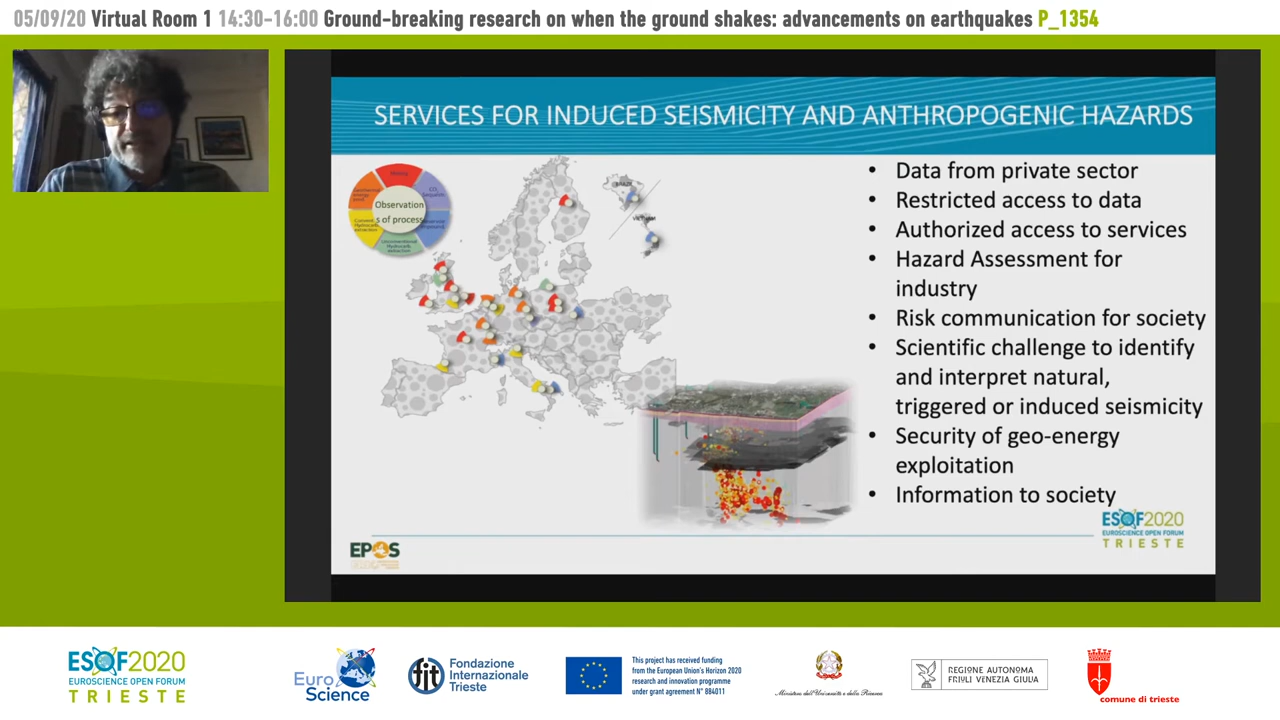 05/09/20 Virtual Room 1 14:30-16:00 Ground-breaking research on when the ground shakes: advancements on earthquakes P_1354
SERVICES FOR INDUCED SEISMICITY AND ANTHROPOGENIC HAZARDS
Observation
s of process
BRAZIL
VIETNAM
• Data from private sector
• Restricted access to data
• Authorized access to services
• Hazard Assessment for
industry
• Risk communication for society
• Scientific challenge to identify
and interpret natural,
triggered or induced seismicity
• Security of geo-energy
exploitation
• Information to society
EPOS
ESOF2020
EUROSCIENCE OPEN FORUM
TRIESTE
ESOF2020
EUROSCIENCE OPEN FORUM
TRIESTE
Euro
Science
fit
Fondazione
Internazionale
Trieste
This project has received funding
from the European Union's Horizon 2020
research and innovation programme
under grant agreement N° 884011
Ministero dell'Università e della Ricerca
REGIONE AUTONOMA
FRIULI VENEZIA GIULIA
comune di trieste